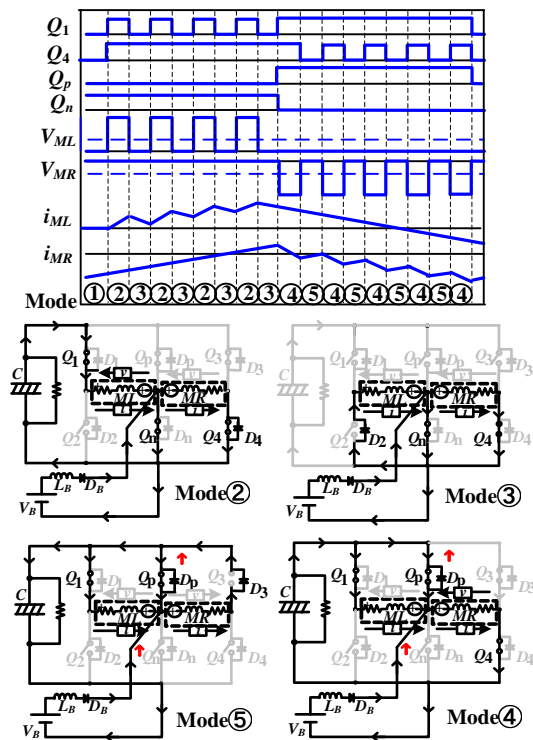 Q1
Q4
Qp
Qn
VML
VMR
iML
iMR
Mode ① ② ③ ② ③ ② ③ ④ ⑤ ④ ⑤ ④ ⑤ ④ ⑤ ④
C Q1 D1 Qp Dp Q3 D3
v
ML MR
i i
Q2 D2 Qn Dn Q4 D4
LB DB
VB
Mode②
C Q1 D1 Qp Dp Q3 D3
v v
ML MR
i i
Q2 D2 Qn Dn Q4 D4
LB DB
VB
Mode③
C Q1 D1 Qp Dp Q3 D3
v v
ML MR
i i
Q2 D2 Qn Dn Q4 D4
LB DB
VB
Mode⑤
C Q1 D1 Qp Dp Q3 D3
v v
ML MR
i i
Q2 D2 Qn Dn Q4 D4
LB DB
VB
Mode④